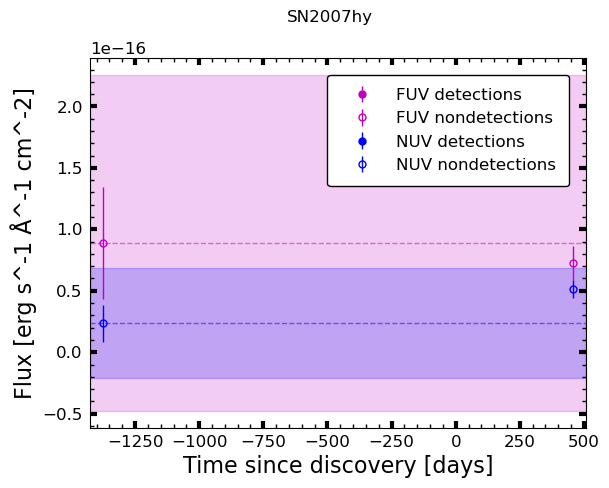 SN2007hy
1e−16
FUV detections
FUV nondetections
NUV detections
NUV nondetections
2.0
1.5
1.0
0.5
0.0
−0.5
Flux [erg s^-1 Å^-1 cm^-2]
−1250 −1000 −750 −500 −250 0 250 500
Time since discovery [days]